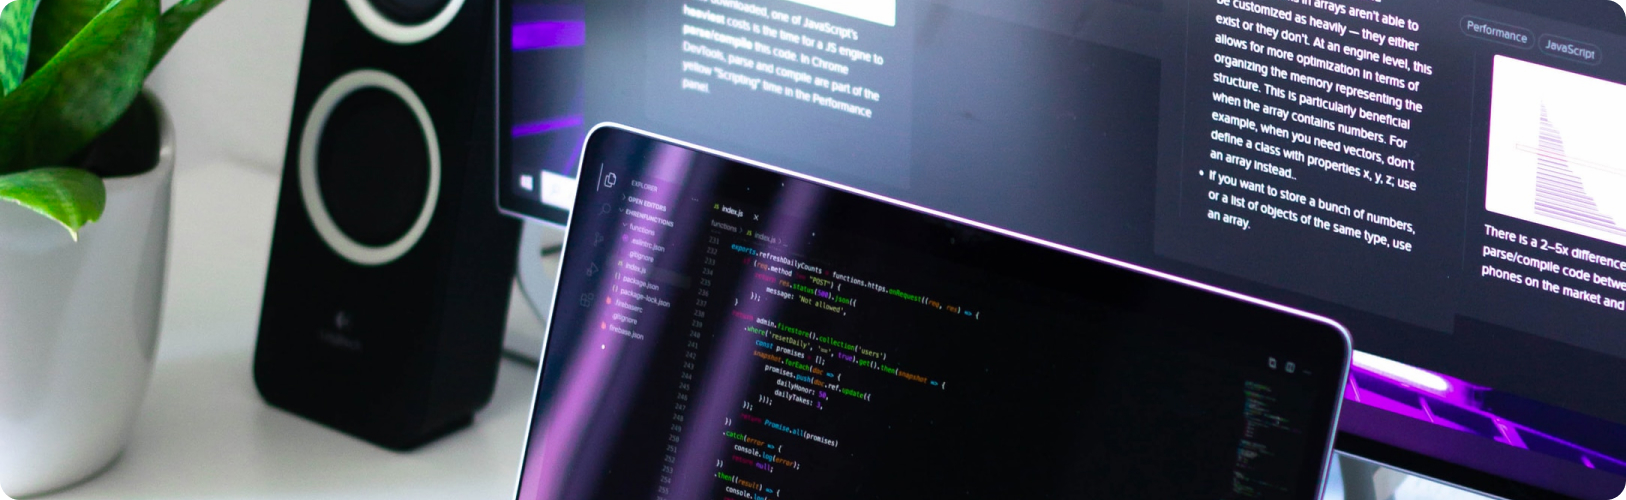 downloaded, one of JavaScript's
heaviest costs is the time for a JS engine to
parse/compile this code. In Chrome
DevTools, parse and compile are part of the
yellow "Scripting" time in the Performance
panel.
in arrays aren't able to
be customized as heavily — they either
exist or they don't. At an engine level, this
allows for more optimization in terms of
organizing the memory representing the
structure. This is particularly beneficial
when the array contains numbers. For
example, when you need vectors, don't
define a class with properties x, y, z; use
an array instead..
• If you want to store a bunch of numbers,
or a list of objects of the same type, use
an array.
Performance
JavaScript
There is a 2–5x difference
parse/compile code betwe
phones on the market and
EXPLORER
OPEN EDITORS
functions
.eslintrc.json
.gitignore
index.js
{} package.json
{} package-lock.json
.firebaserc
.gitignore
firebase.json
index.js ×
functions > index.js > ...
exports.refreshDailyCounts = functions.https.onRequest((req, res) => {
if (req.method "POST") {
return res.status(500).json({
message: 'Not allowed',
});
}
return admin.firestore().collection('users')
.where('resetDaily', '==', true).get().then(snapshot => {
const promises = [];
snapshot.forEach(doc => {
promises.push(doc.ref.update({
dailyHonor: 50,
dailyTakes: 3,
}));
});
return Promise.all(promises)
})
.catch(error => {
console.log(error);
return null;
})
.then((result) => {
console.log(
logitech